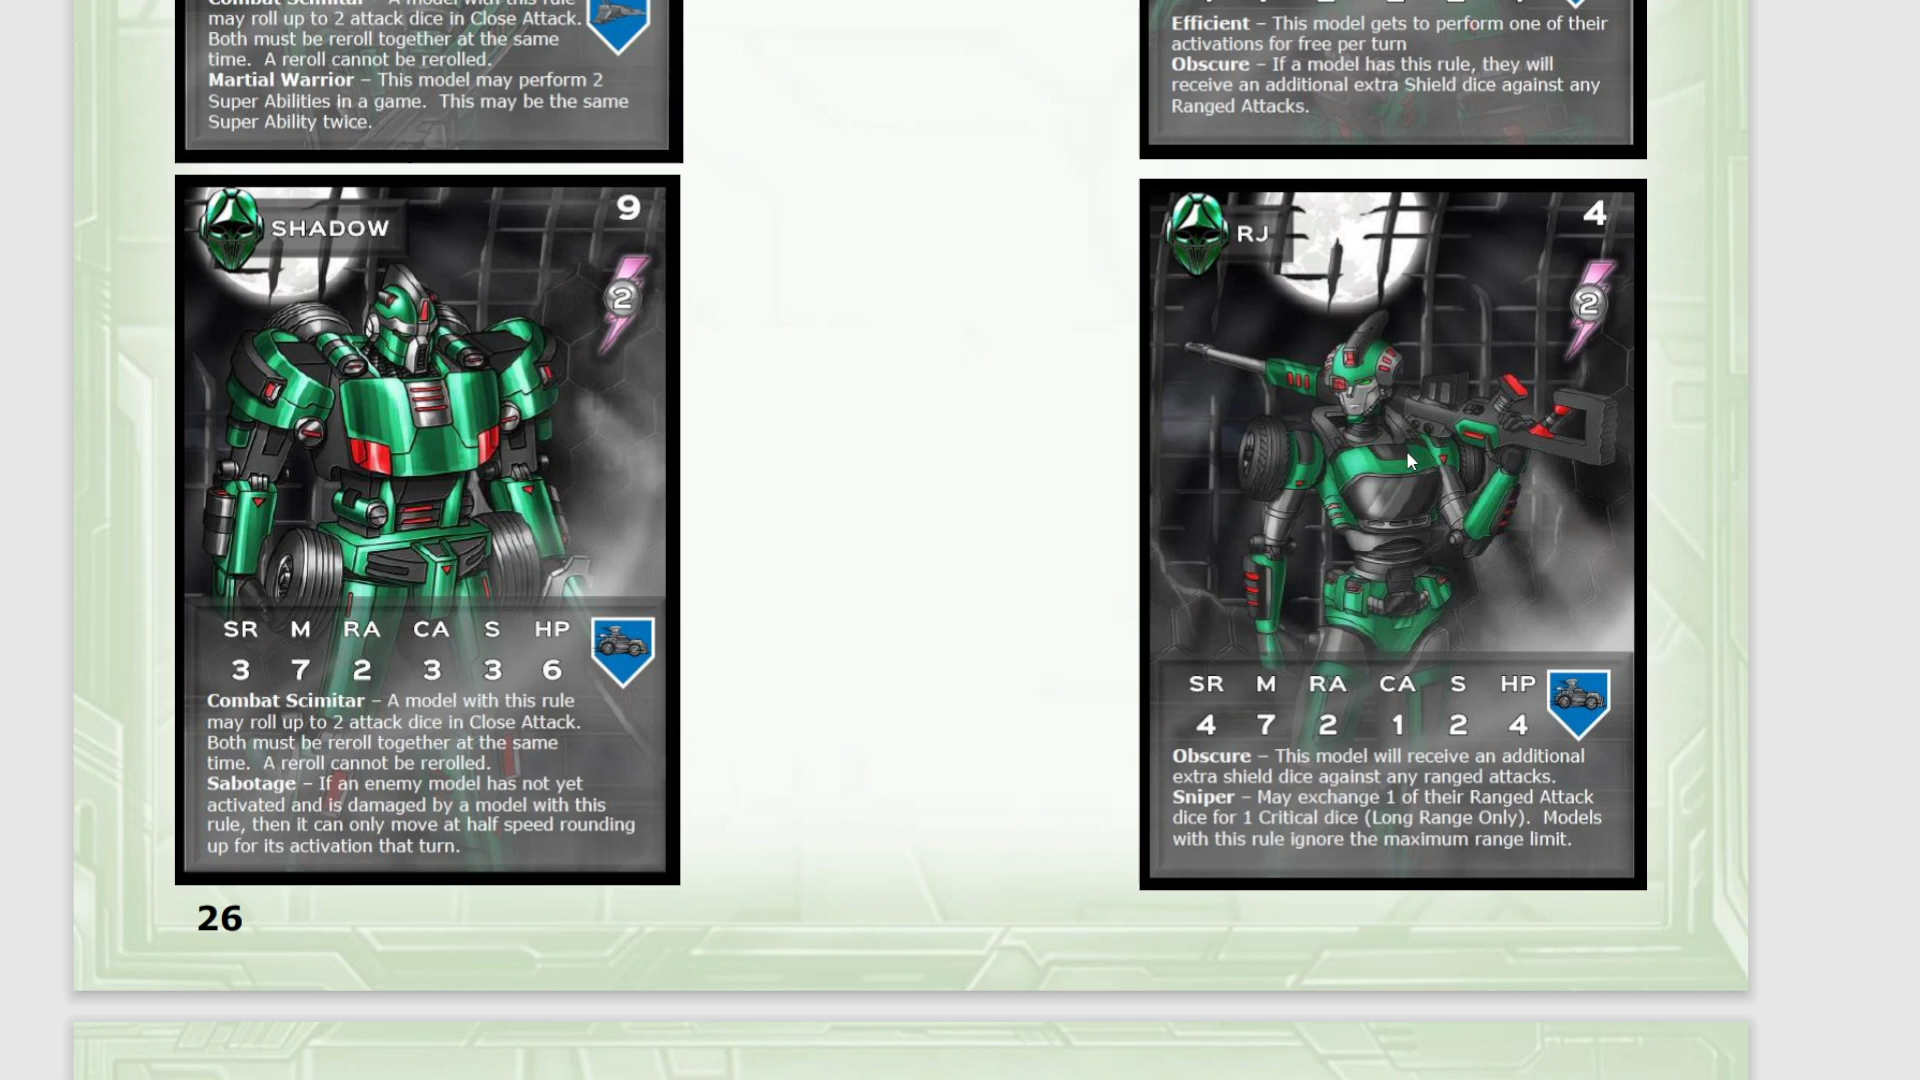 Combat Scimitar – A model with this rule
may roll up to 2 attack dice in Close Attack.
Both must be reroll together at the same
time. A reroll cannot be rerolled.
Martial Warrior – This model may perform 2
Super Abilities in a game. This may be the same
Super Ability twice.
Efficient – This model gets to perform one of their
activations for free per turn
Obscure – If a model has this rule, they will
receive an additional extra Shield dice against any
Ranged Attacks.
SHADOW
9
2
SR M RA CA S HP
3 7 2 3 3 6
Combat Scimitar – A model with this rule
may roll up to 2 attack dice in Close Attack.
Both must be reroll together at the same
time. A reroll cannot be rerolled.
Sabotage – If an enemy model has not yet
activated and is damaged by a model with this
rule, then it can only move at half speed rounding
up for its activation that turn.
RJ
4
2
SR M RA CA S HP
4 7 2 1 2 4
Obscure – This model will receive an additional
extra shield dice against any ranged attacks.
Sniper – May exchange 1 of their Ranged Attack
dice for 1 Critical dice (Long Range Only). Models
with this rule ignore the maximum range limit.
26